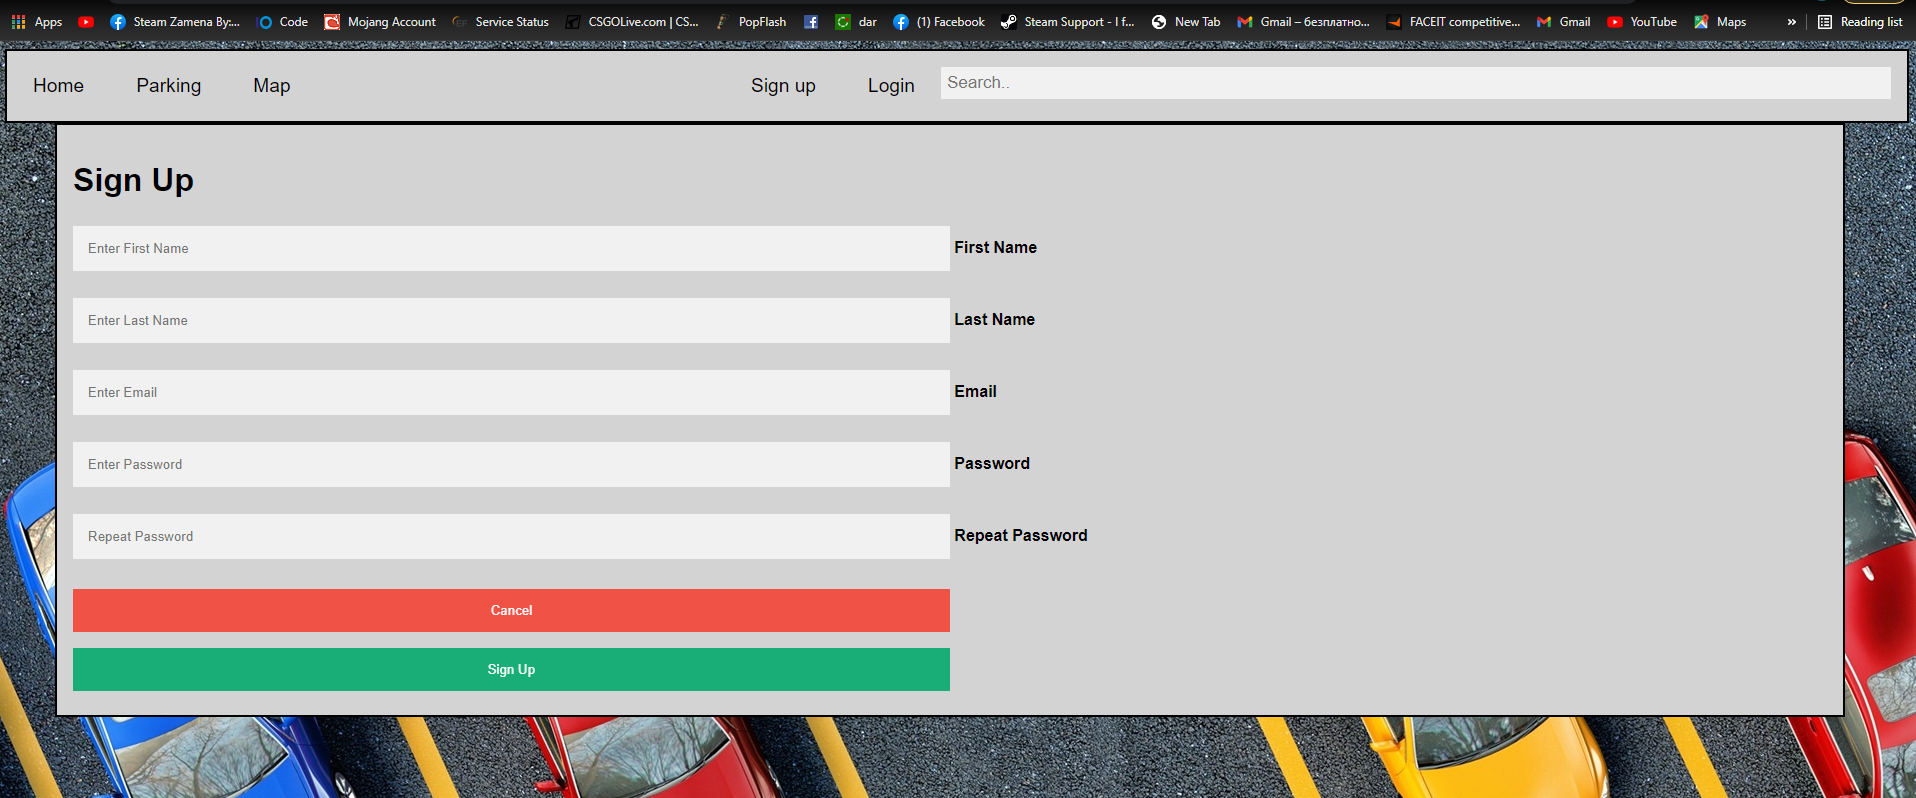 Apps Steam Zamena By:... Code Mojang Account Service Status CSGOLive.com | CS... PopFlash dar (1) Facebook Steam Support - I f... New Tab Gmail – безплатно... FACEIT competitive... Gmail YouTube Maps » Reading list
Home Parking Map Sign up Login Search..
Sign Up
Enter First Name First Name
Enter Last Name Last Name
Enter Email Email
Enter Password Password
Repeat Password Repeat Password
Cancel
Sign Up